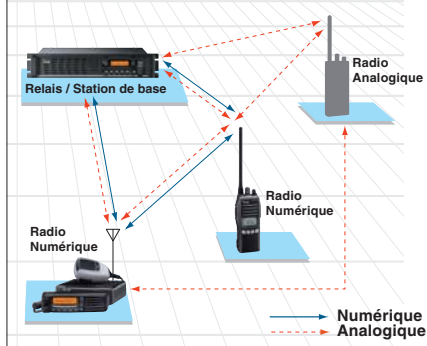 Radio
Analogique
Relais / Station de base
Radio
Numérique
Radio
Numérique
Numérique
Analogique